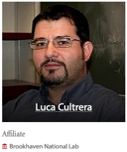 Luca Cultrera
Affiliate
Brookhaven National Lab